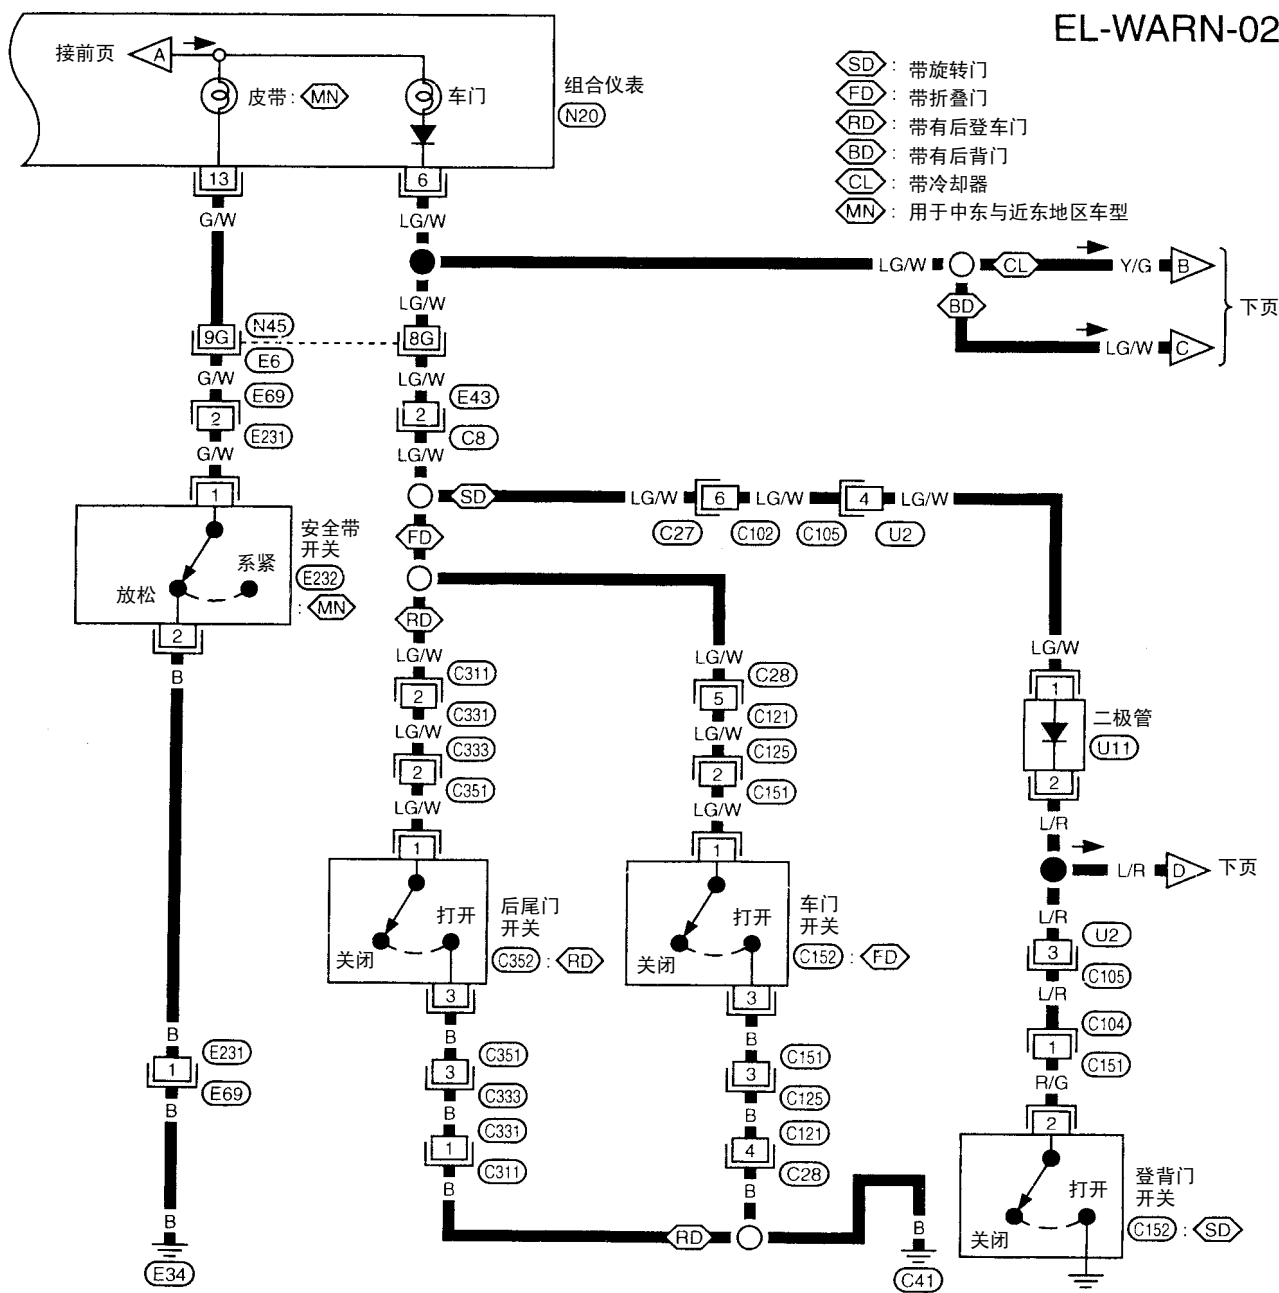 EL-WARN-02
接前页
A
皮带：
MN
车门
组合仪表
N20
SD ： 带旋转门
FD ： 带折叠门
RD ： 带有后登车门
BD ： 带有后背门
CL ： 带冷却器
MN ： 用于中东与近东地区车型
13
6
G/W
LG/W
LG/W
CL
Y/G
B
BD
LG/W
C
下页
LG/W
9G
N45
E6
8G
G/W
LG/W
2
E69
E231
2
E43
C8
G/W
LG/W
1
SD
LG/W
6
LG/W
4
LG/W
C27
C102
C105
U2
安全带
开关
E232
： MN
放松
系紧
2
B
FD
RD
LG/W
2
C311
C331
LG/W
2
C333
C351
LG/W
1
LG/W
5
C28
C121
LG/W
2
C125
C151
LG/W
1
LG/W
1
二极管
U11
2
L/R
L/R
D
下页
L/R
3
U2
C105
L/R
1
C104
C151
R/G
2
后尾门
开关
C352 ： RD
关闭
打开
3
车门
开关
C152 ： FD
关闭
打开
3
B
3
C351
C333
B
1
C331
C311
B
B
3
C151
C125
B
4
C121
C28
B
B
1
E231
E69
B
B
E34
RD
B
C41
登背门
开关
C152 ： SD
关闭
打开